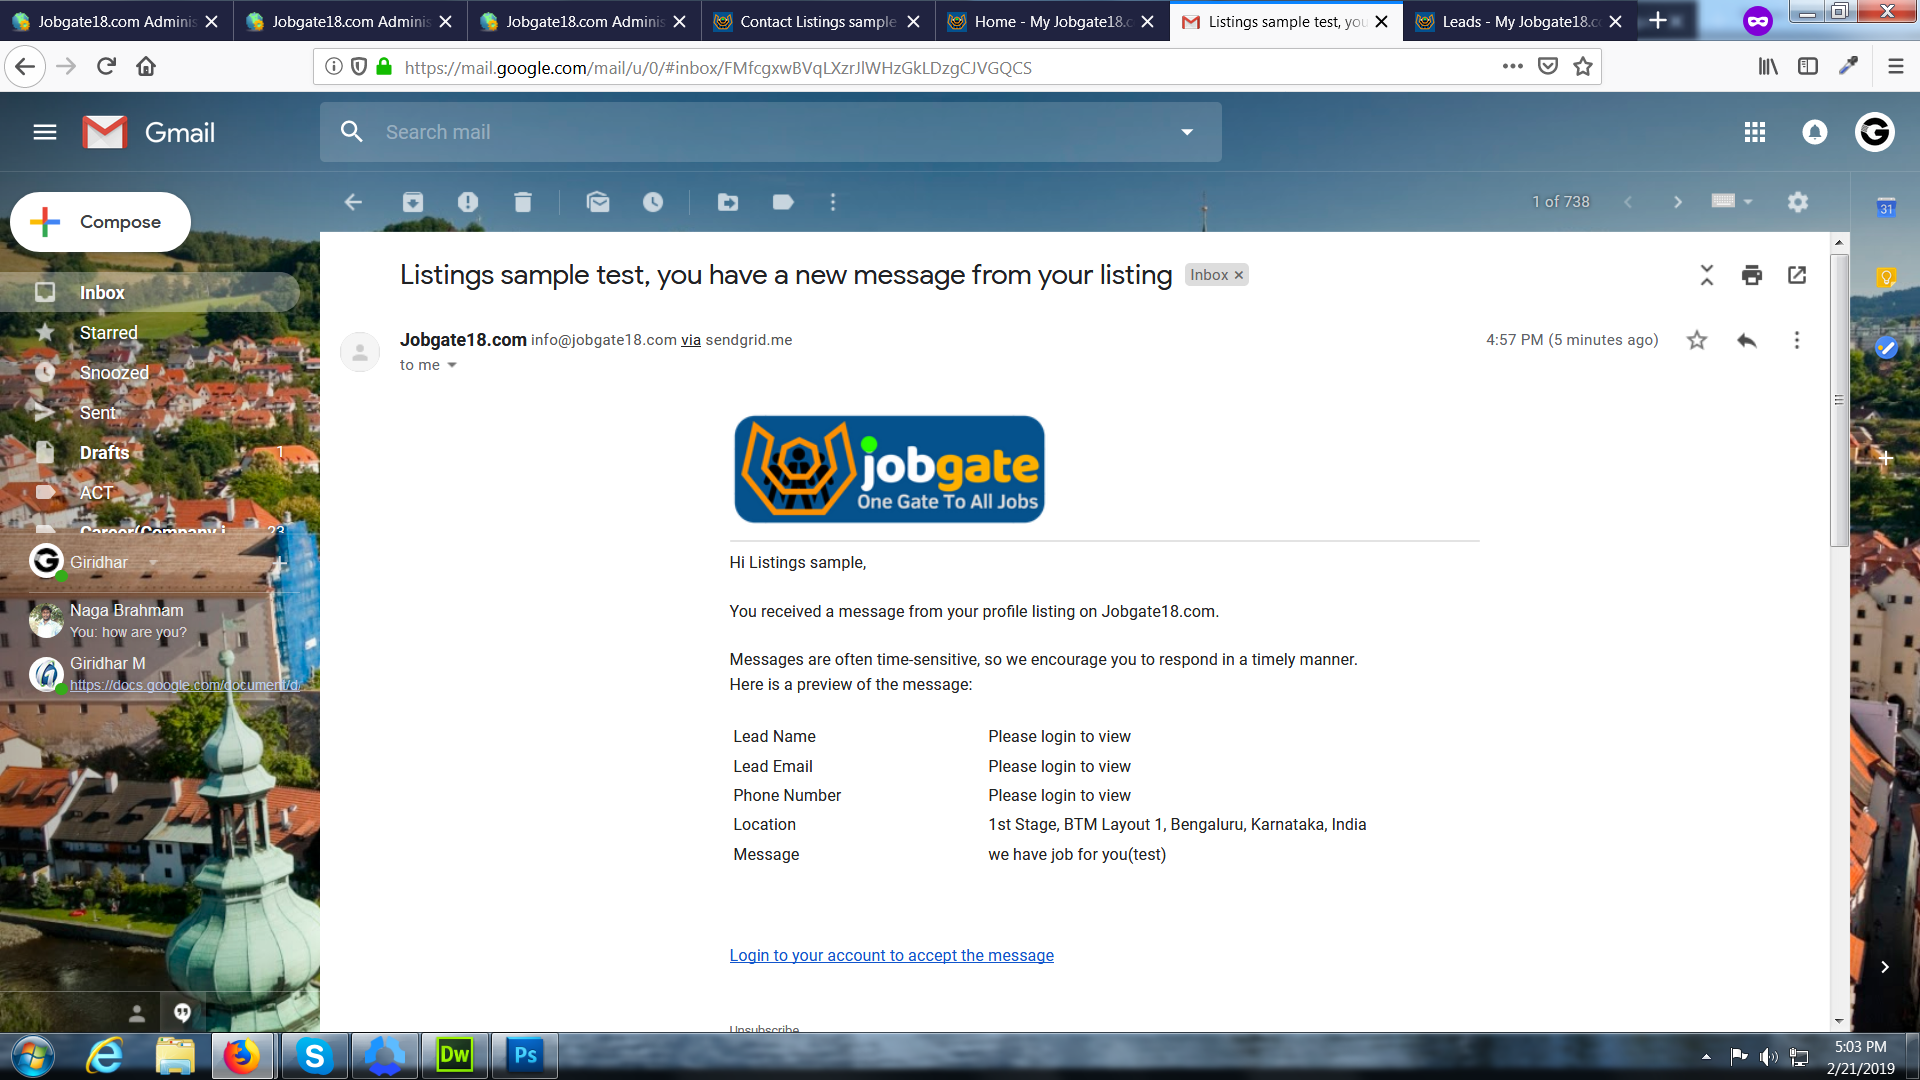 Jobgate18.com Adminis
Jobgate18.com Adminis
Jobgate18.com Adminis
Contact Listings sample
Home - My Jobgate18.c
Listings sample test, you
Leads - My Jobgate18.co
https://mail.google.com/mail/u/0/#inbox/FMfcgxwBVqLXzrJlWHzGkLDzgCJVGQCS
Gmail
Search mail
Compose
1 of 738
31
Inbox
Starred
Snoozed
Sent
Drafts 1
ACT
Career(Company i 23
Giridhar
Naga Brahmam
You: how are you?
Giridhar M
https://docs.google.com/document/d/
Listings sample test, you have a new message from your listing Inbox x
Jobgate18.com info@jobgate18.com via sendgrid.me
4:57 PM (5 minutes ago)
to me
jobgate
One Gate To All Jobs
Hi Listings sample,
You received a message from your profile listing on Jobgate18.com.
Messages are often time-sensitive, so we encourage you to respond in a timely manner.
Here is a preview of the message:
Lead Name Please login to view
Lead Email Please login to view
Phone Number Please login to view
Location 1st Stage, BTM Layout 1, Bengaluru, Karnataka, India
Message we have job for you(test)
Login to your account to accept the message
Unsubscribe
Dw
Ps
5:03 PM
2/21/2019